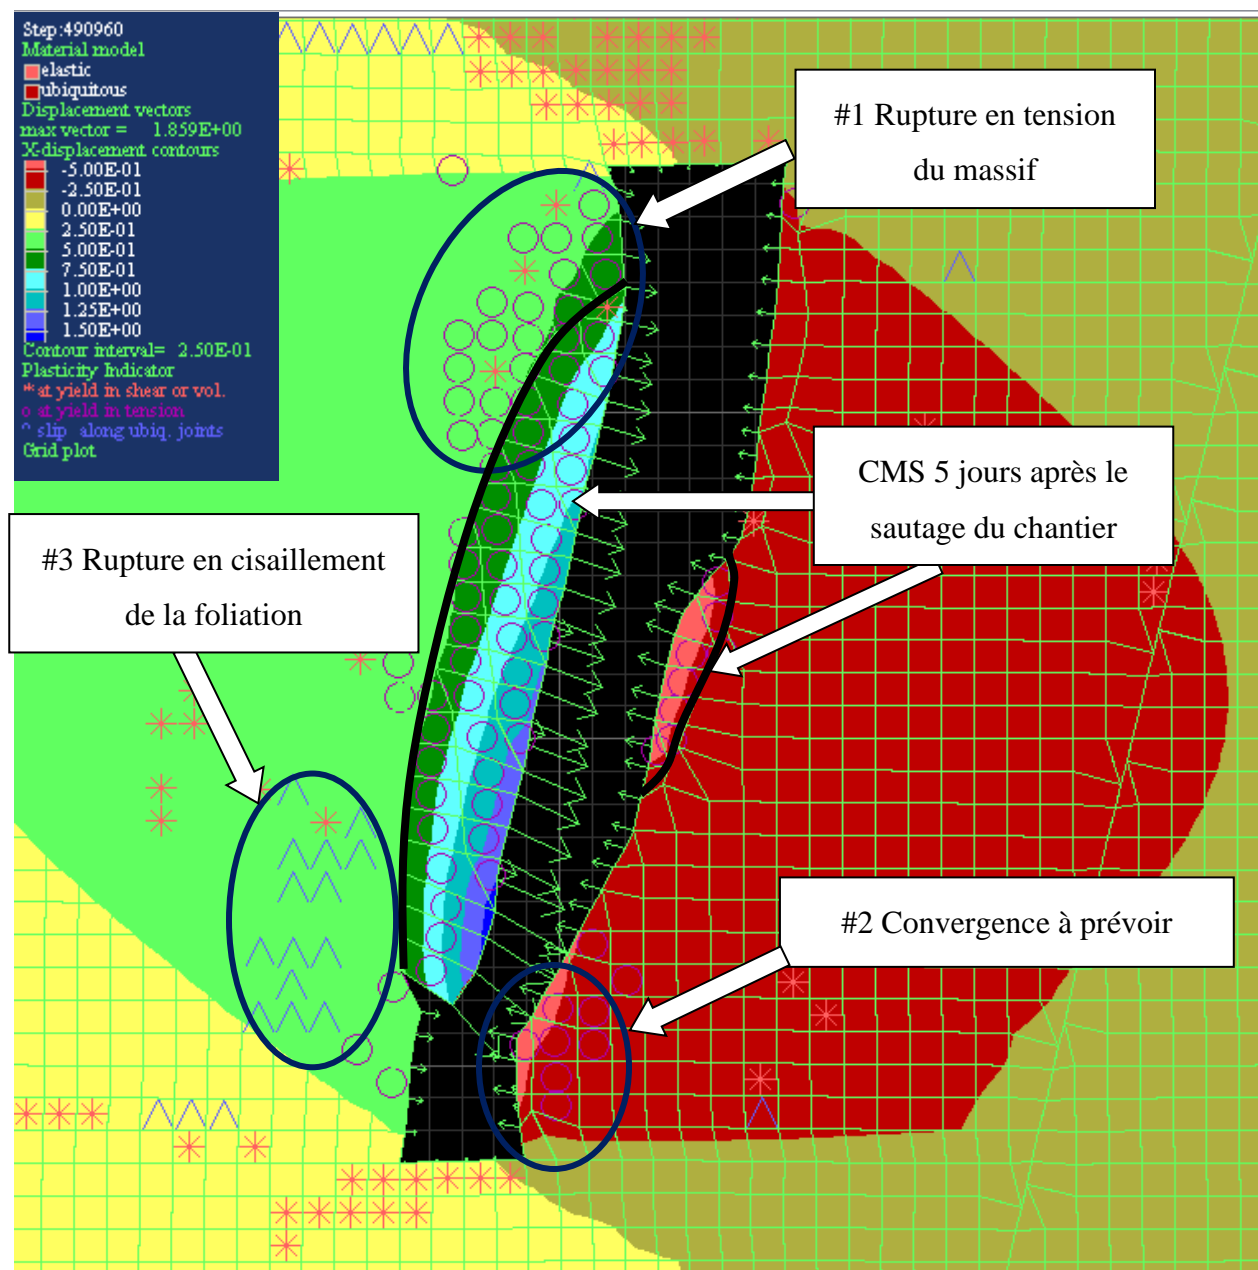 Step:490960
Material model
elastic
ubiquitous
Displacement vectors
max vector = 1.859E+00
X-displacement contours
-5.00E-01
-2.50E-01
0.00E+00
2.50E-01
5.00E-01
7.50E-01
1.00E+00
1.25E+00
1.50E+00
Contour interval= 2.50E-01
Plasticity Indicator
* at yield in shear or vol.
o at yield in tension
^ slip along ubiq. joints
Grid plot
#1 Rupture en tension
du massif
CMS 5 jours après le
sautage du chantier
#3 Rupture en cisaillement
de la foliation
#2 Convergence à prévoir